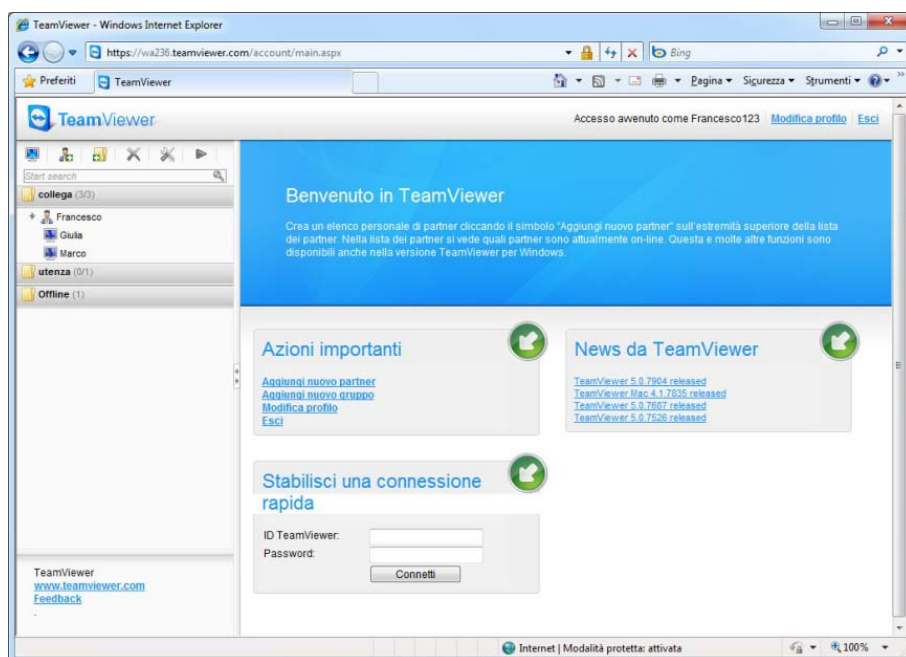 TeamViewer - Windows Internet Explorer
https://wa236.teamviewer.com/account/main.aspx
Bing
Preferiti
TeamViewer
Pagina
Sicurezza
Strumenti
TeamViewer
Accesso avvenuto come Francesco123 Modifica profilo Esci
Start search
collega (3/3)
Francesco
Giulia
Marco
utenza (0/1)
Offline (1)
Benvenuto in TeamViewer
Crea un elenco personale di partner cliccando il simbolo "Aggiungi nuovo partner" sull'estremità superiore della lista
dei partner. Nella lista dei partner si vede quali partner sono attualmente on-line. Questa e molte altre funzioni sono
disponibili anche nella versione TeamViewer per Windows.
Azioni importanti
Aggiungi nuovo partner
Aggiungi nuovo gruppo
Modifica profilo
Esci
News da TeamViewer
TeamViewer 5.0.7904 released
TeamViewer Mac 4.1.7835 released
TeamViewer 5.0.7687 released
TeamViewer 5.0.7526 released
Stabilisci una connessione
rapida
ID TeamViewer:
Password:
Connetti
TeamViewer
www.teamviewer.com
Feedback
Internet | Modalità protetta: attivata
100%